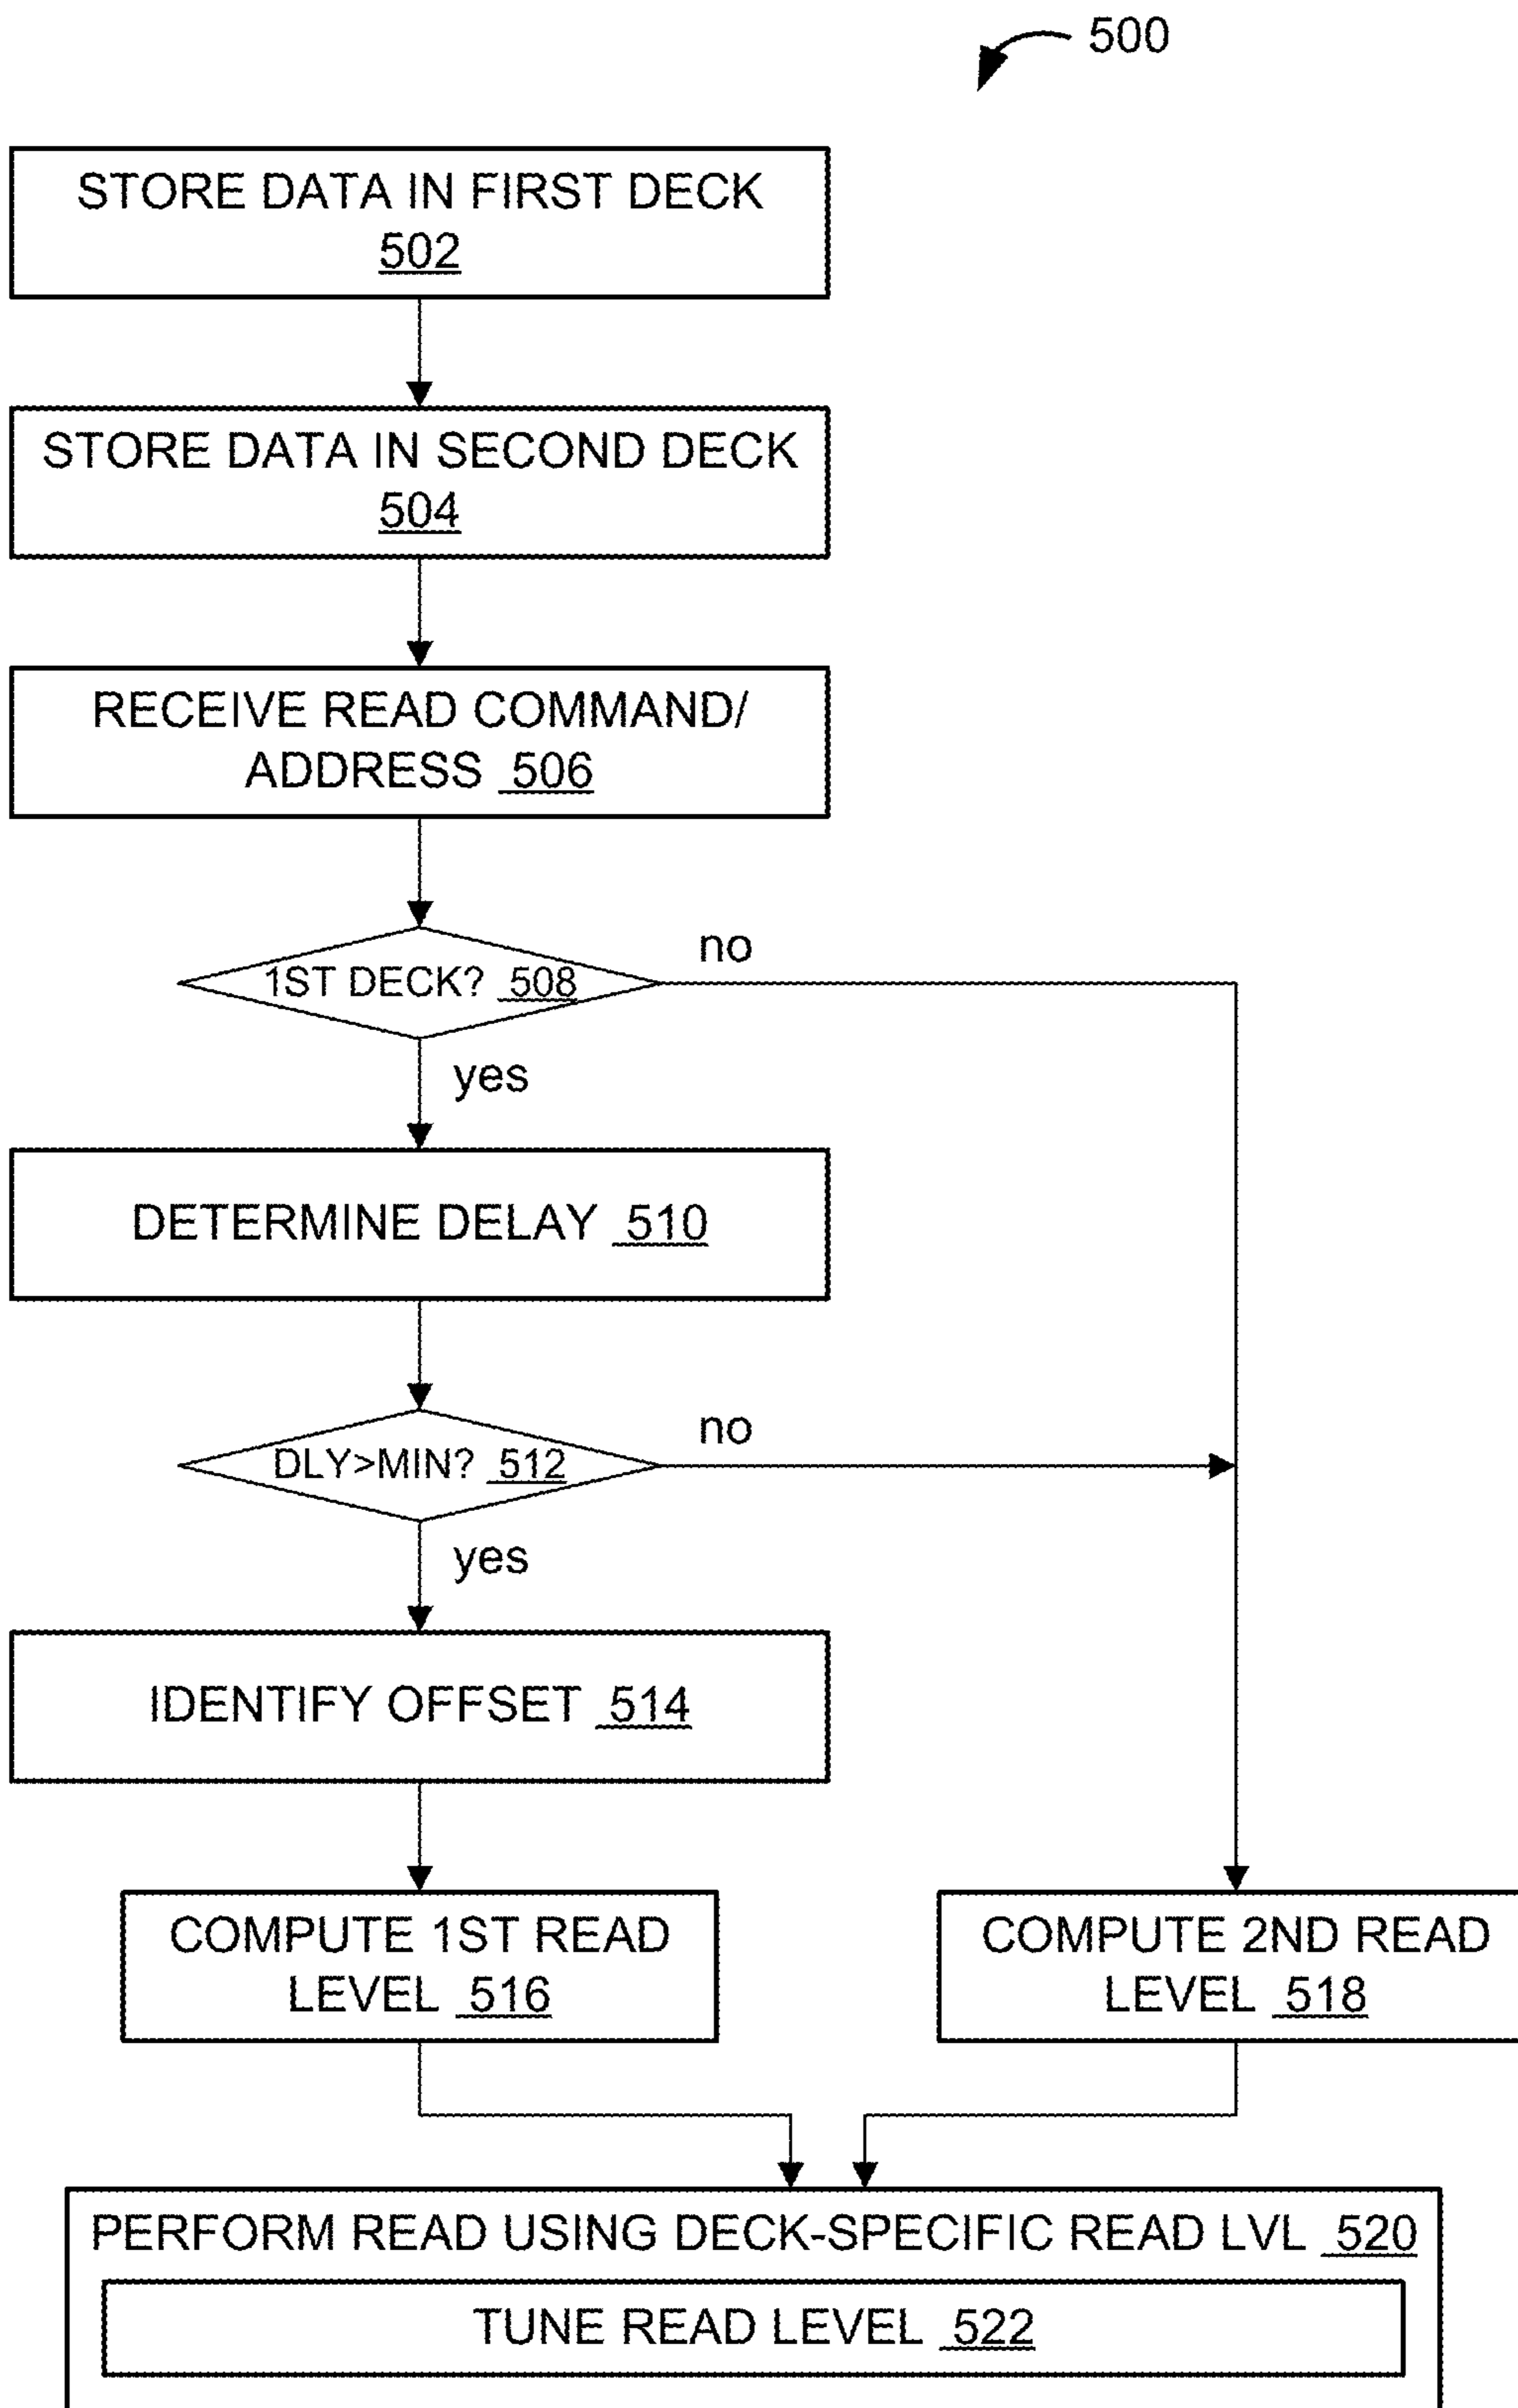 500
STORE DATA IN FIRST DECK
502
STORE DATA IN SECOND DECK
504
RECEIVE READ COMMAND/
ADDRESS 506
1ST DECK? 508
no
yes
DETERMINE DELAY 510
DLY>MIN? 512
no
yes
IDENTIFY OFFSET 514
COMPUTE 1ST READ
LEVEL 516
COMPUTE 2ND READ
LEVEL 518
PERFORM READ USING DECK-SPECIFIC READ LVL 520
TUNE READ LEVEL 522